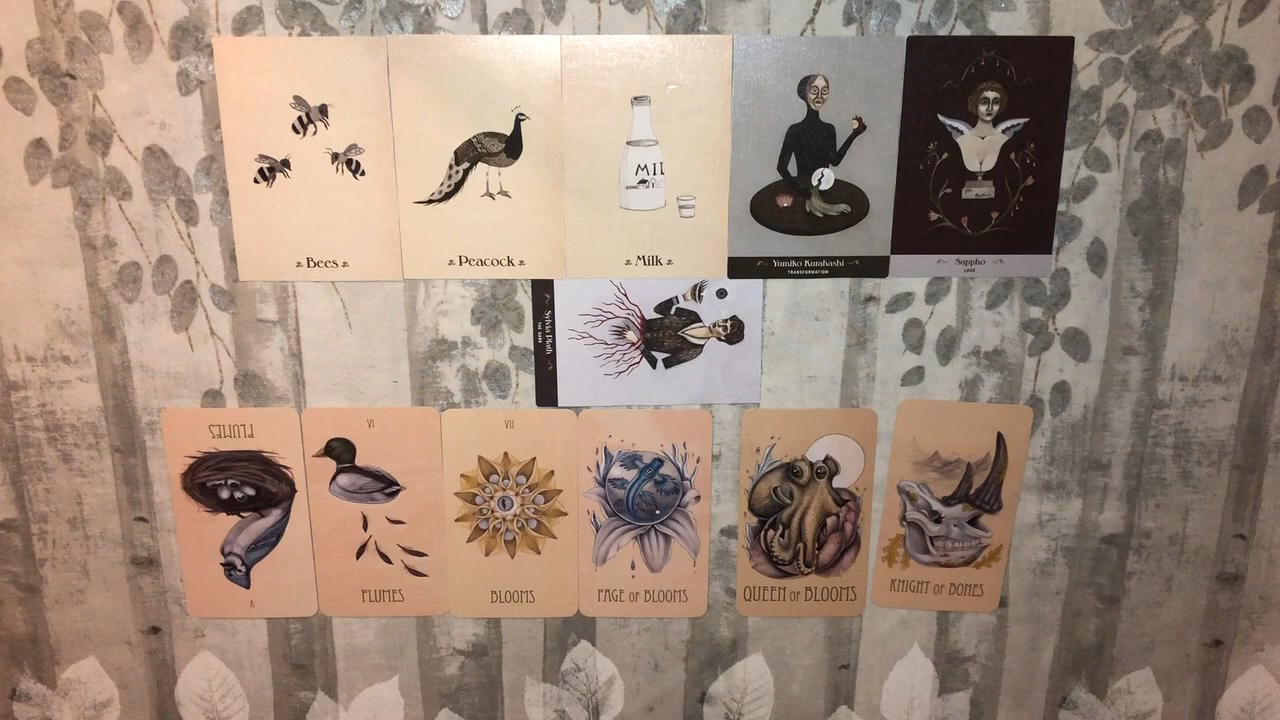 Bees
Peacock
MIL
Milk
Yumiko Kurahashi
TRANSFORMATION
Sappho
LOVE
Sylvia Plath
THE DARK
PLUMES
V
VI
PLUMES
VII
BLOOMS
PAGE OF BLOOMS
QUEEN OF BLOOMS
KNIGHT OF BONES